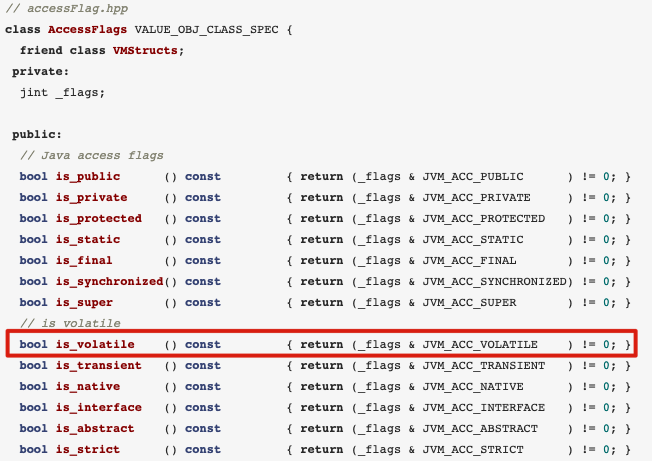 // accessFlag.hpp
class AccessFlags VALUE_OBJ_CLASS_SPEC {
  friend class VMStructs;
 private:
  jint _flags;

 public:
  // Java access flags
  bool is_public      () const         { return (_flags & JVM_ACC_PUBLIC      ) != 0; }
  bool is_private     () const         { return (_flags & JVM_ACC_PRIVATE     ) != 0; }
  bool is_protected   () const         { return (_flags & JVM_ACC_PROTECTED   ) != 0; }
  bool is_static      () const         { return (_flags & JVM_ACC_STATIC      ) != 0; }
  bool is_final       () const         { return (_flags & JVM_ACC_FINAL       ) != 0; }
  bool is_synchronized() const         { return (_flags & JVM_ACC_SYNCHRONIZED) != 0; }
  bool is_super       () const         { return (_flags & JVM_ACC_SUPER       ) != 0; }
  // is volatile
  bool is_volatile    () const         { return (_flags & JVM_ACC_VOLATILE    ) != 0; }
  bool is_transient   () const         { return (_flags & JVM_ACC_TRANSIENT   ) != 0; }
  bool is_native      () const         { return (_flags & JVM_ACC_NATIVE      ) != 0; }
  bool is_interface   () const         { return (_flags & JVM_ACC_INTERFACE   ) != 0; }
  bool is_abstract    () const         { return (_flags & JVM_ACC_ABSTRACT    ) != 0; }
  bool is_strict      () const         { return (_flags & JVM_ACC_STRICT      ) != 0; }